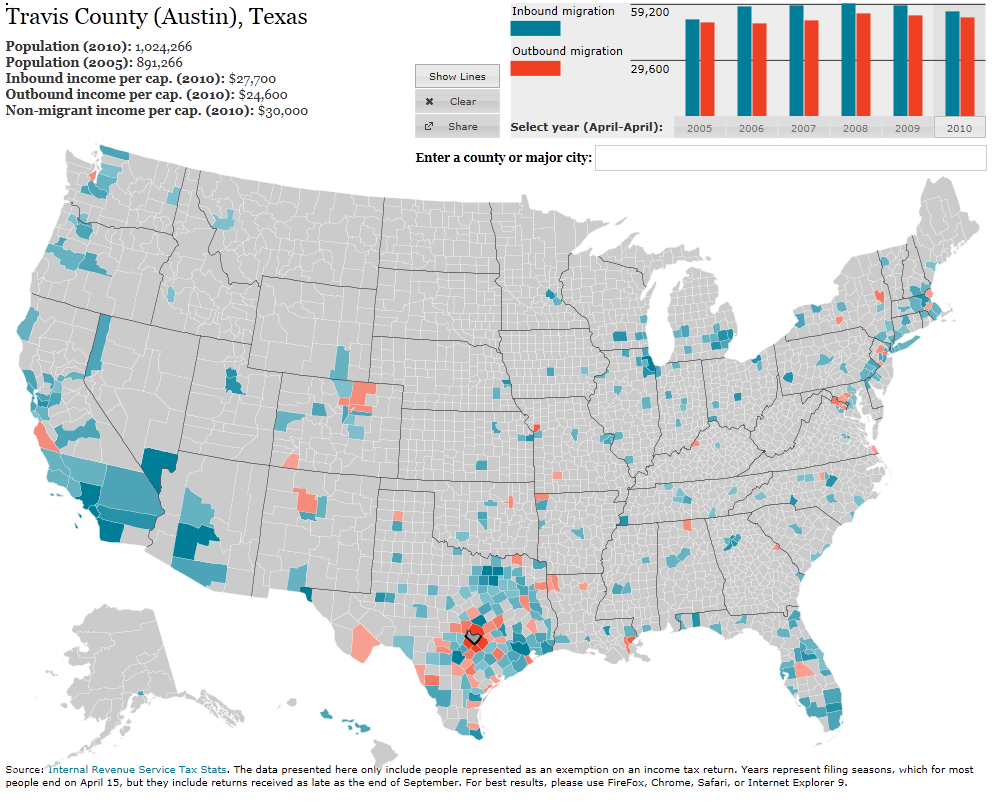 Travis County (Austin), Texas
Population (2010): 1,024,266
Population (2005): 891,266
Inbound income per cap. (2010): $27,700
Outbound income per cap. (2010): $24,600
Non-migrant income per cap. (2010): $30,000
Show Lines
Clear
Share
Inbound migration
Outbound migration
59,200
29,600
Select year (April-April):
2005
2006
2007
2008
2009
2010
Enter a county or major city:
Source: Internal Revenue Service Tax Stats. The data presented here only include people represented as an exemption on an income tax return. Years represent filing seasons, which for most
people end on April 15, but they include returns received as late as the end of September. For best results, please use FireFox, Chrome, Safari, or Internet Explorer 9.